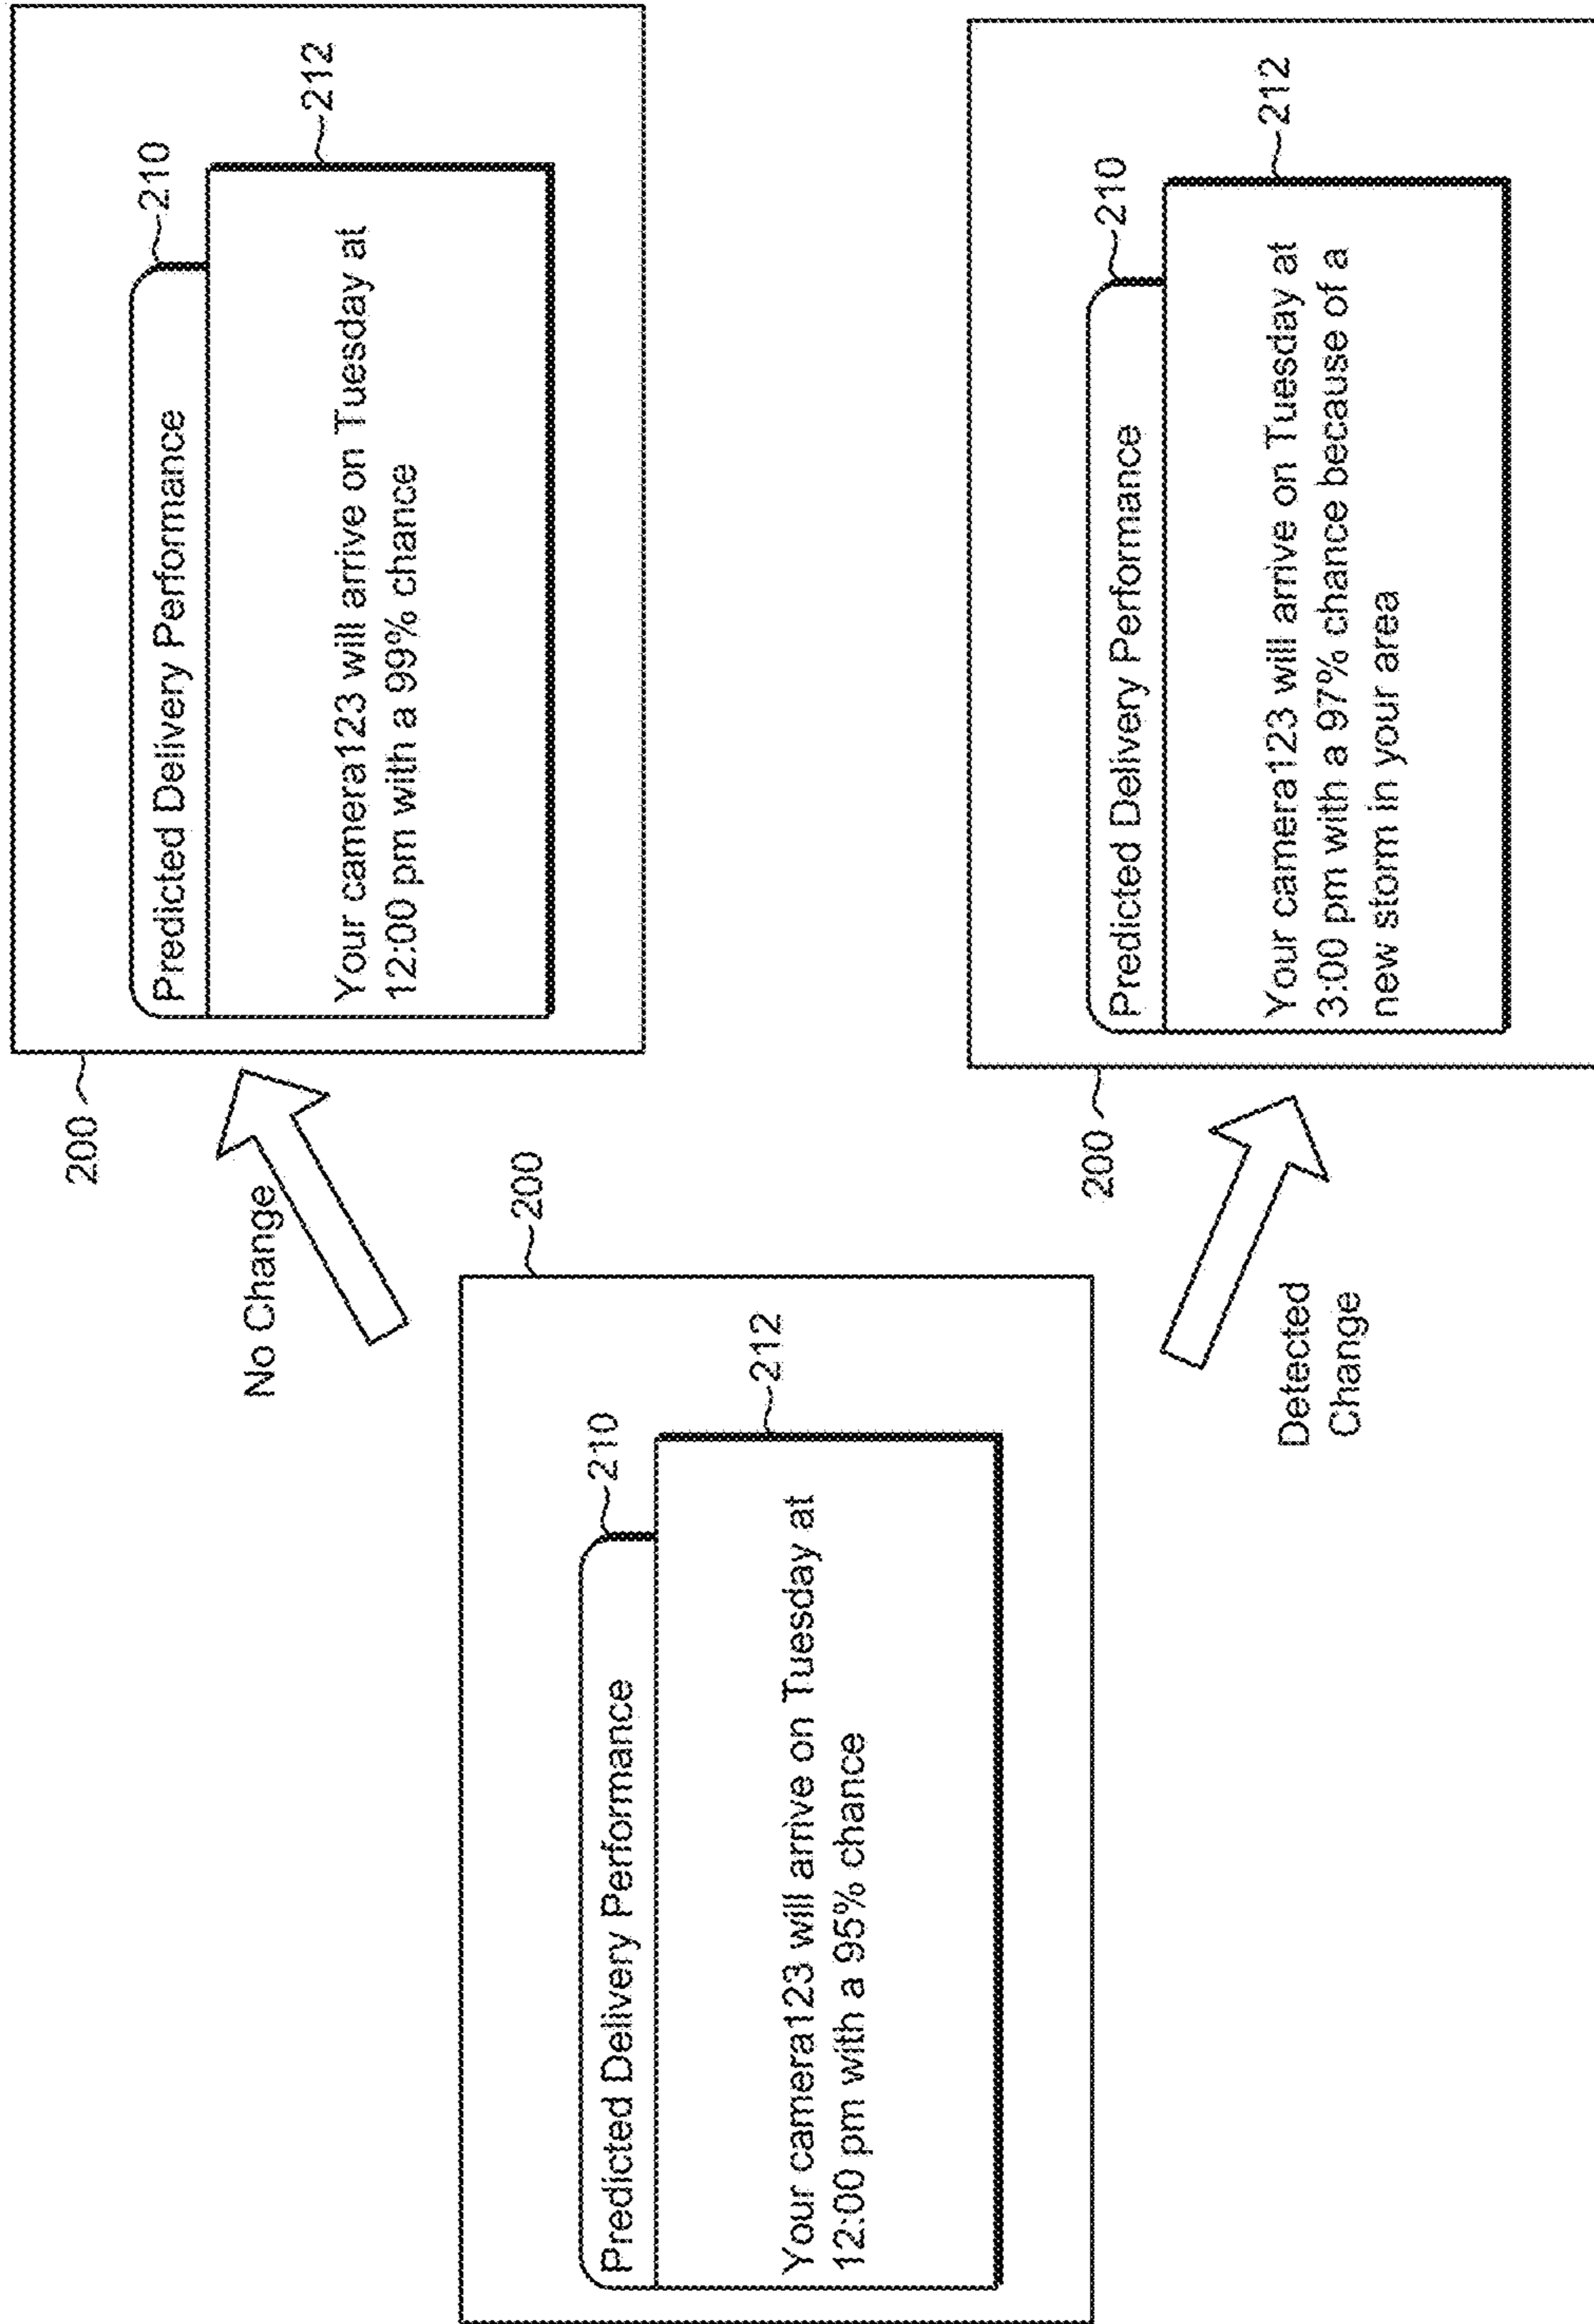 200
Predicted Delivery Performance
210
Your camera123 will arrive on Tuesday at
12:00 pm with a 95% chance
212
No Change
200
Predicted Delivery Performance
210
Your camera123 will arrive on Tuesday at
12:00 pm with a 99% chance
212
Detected
Change
200
Predicted Delivery Performance
210
Your camera123 will arrive on Tuesday at
3:00 pm with a 97% chance because of a
new storm in your area
212